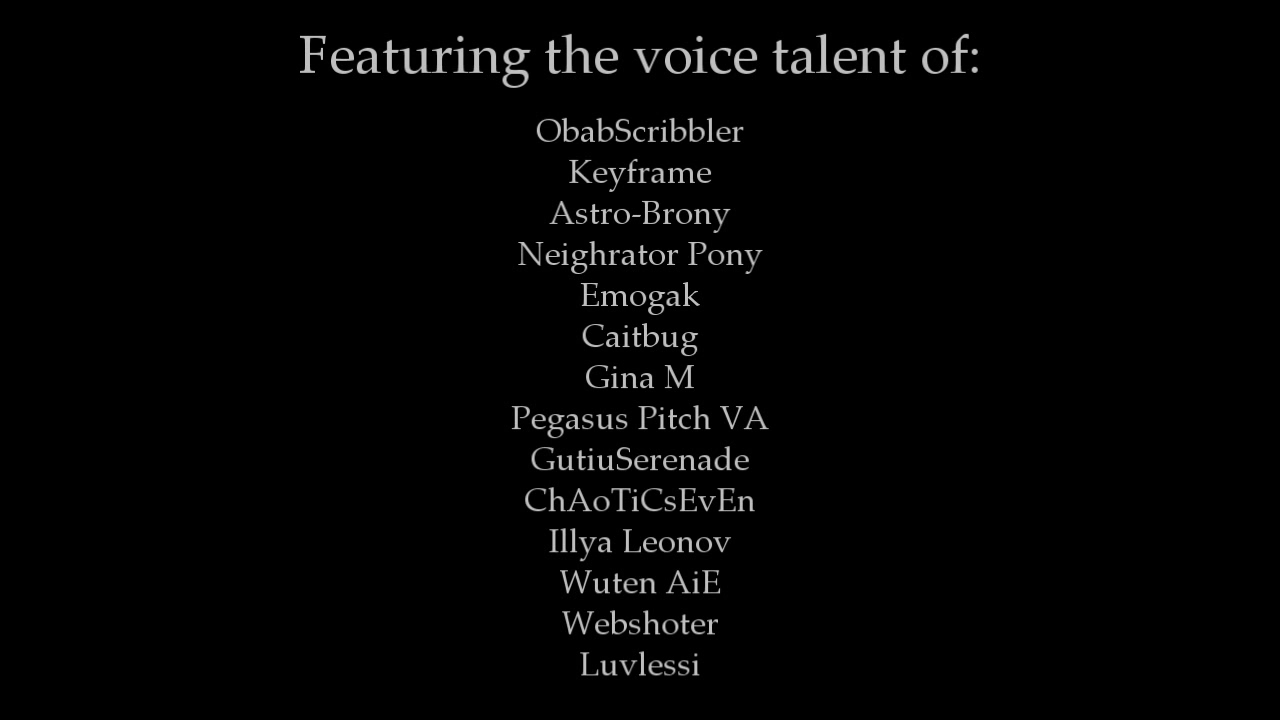 Featuring the voice talent of:
ObabScribbler
Keyframe
Astro-Brony
Neighrator Pony
Emogak
Caitbug
Gina M
Pegasus Pitch VA
GutiuSerenade
ChAoTiCsEvEn
Illya Leonov
Wuten AiE
Webshoter
Luvlessi